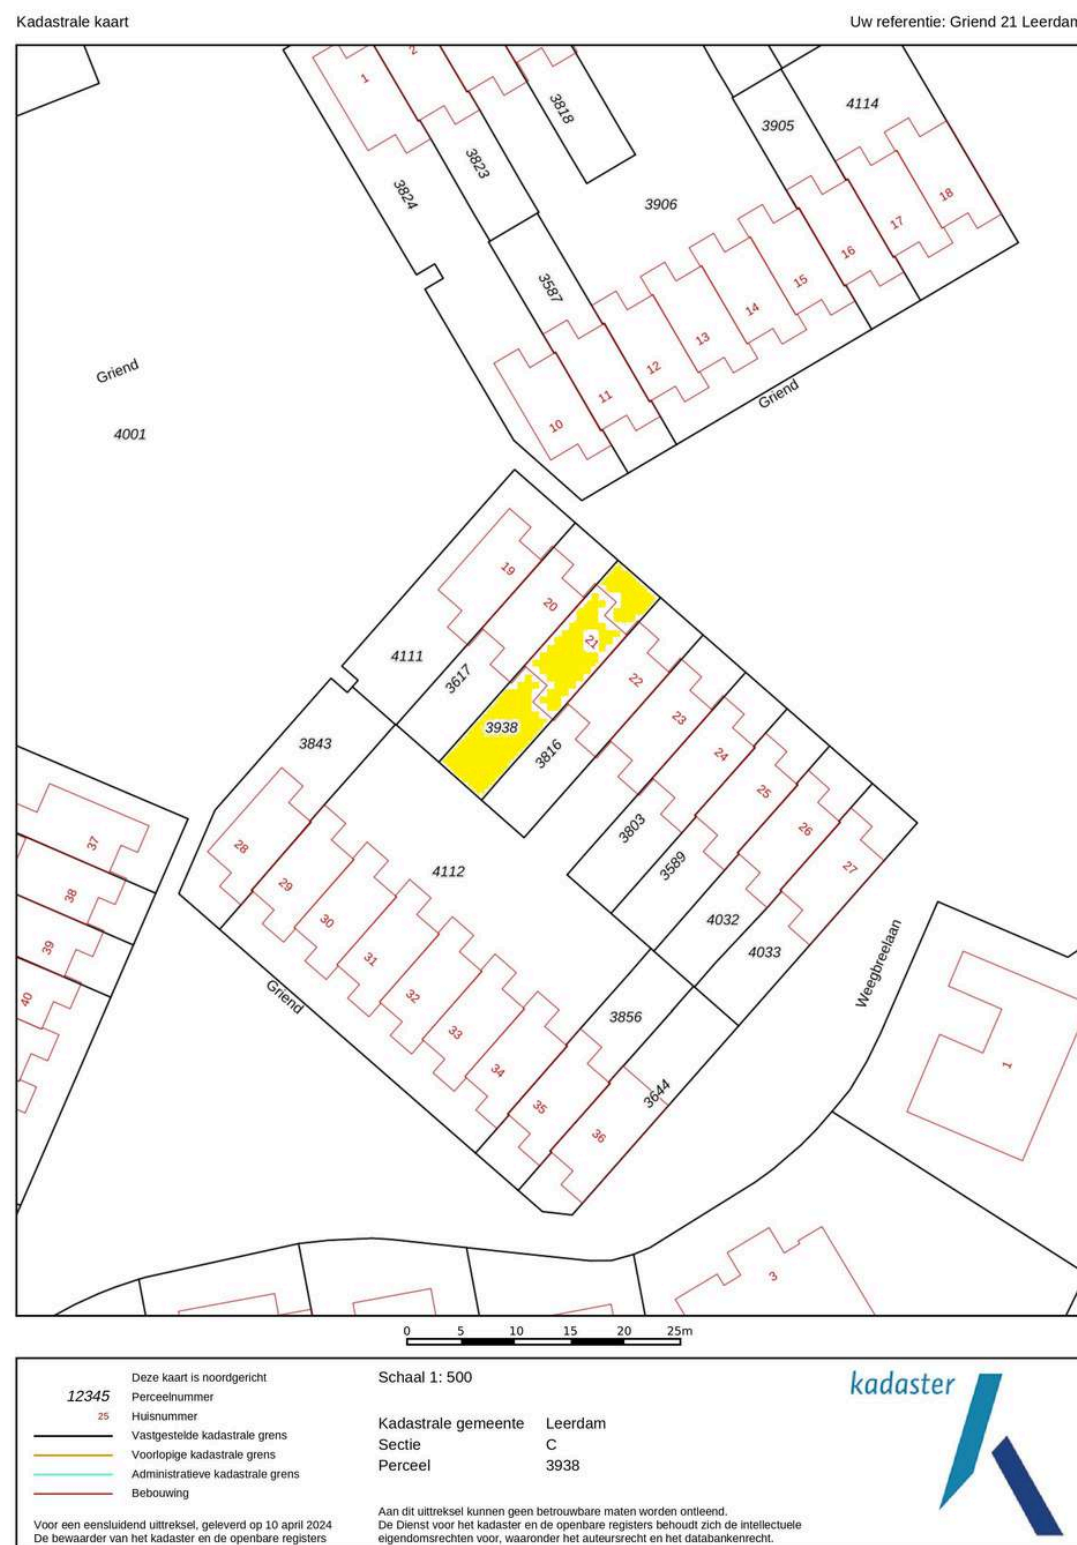 Kadastrale kaart
Uw referentie: Griend 21 Leerdam
1
2
3818
3905
4114
3823
3824
3906
18
17
16
3587
15
14
13
12
11
10
Griend
Griend
4001
19
20
21
4111
3617
22
3938
3816
23
3843
24
25
37
28
3803
26
4112
3589
27
38
29
30
4032
39
31
4033
Weegbreelaan
40
Griend
32
33
3856
34
1
3644
35
36
3
0 5 10 15 20 25m
Deze kaart is noordgericht
12345 Perceelnummer
25 Huisnummer
Vastgestelde kadastrale grens
Voorlopige kadastrale grens
Administratieve kadastrale grens
Bebouwing
Voor een eensluidend uittreksel, geleverd op 10 april 2024
De bewaarder van het kadaster en de openbare registers
Schaal 1: 500
Kadastrale gemeente Leerdam
Sectie C
Perceel 3938
Aan dit uittreksel kunnen geen betrouwbare maten worden ontleend.
De Dienst voor het kadaster en de openbare registers behoudt zich de intellectuele
eigendomsrechten voor, waaronder het auteursrecht en het databankenrecht.
kadaster